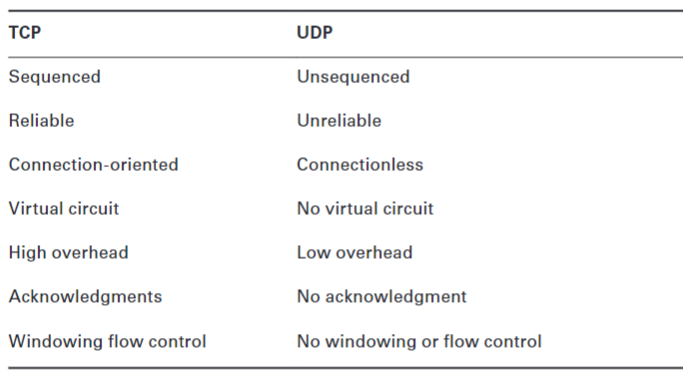 TCP UDP
Sequenced Unsequenced
Reliable Unreliable
Connection-oriented Connectionless
Virtual circuit No virtual circuit
High overhead Low overhead
Acknowledgments No acknowledgment
Windowing flow control No windowing or flow control